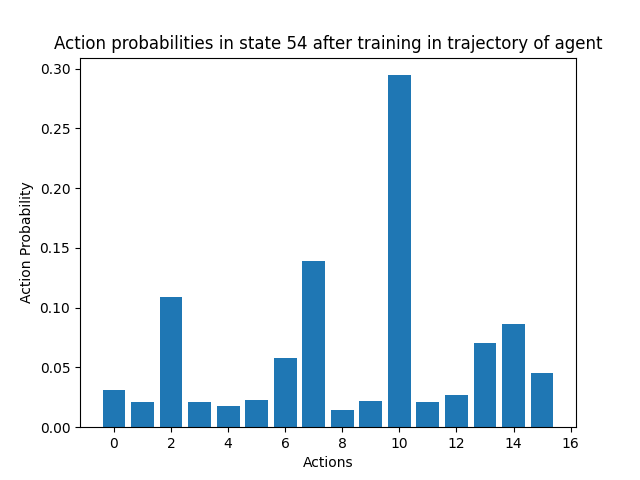 Action probabilities in state 54 after training in trajectory of agent
0.30
0.25
0.20
0.15
0.10
0.05
0.00
Action Probability
0 2 4 6 8 10 12 14 16
Actions